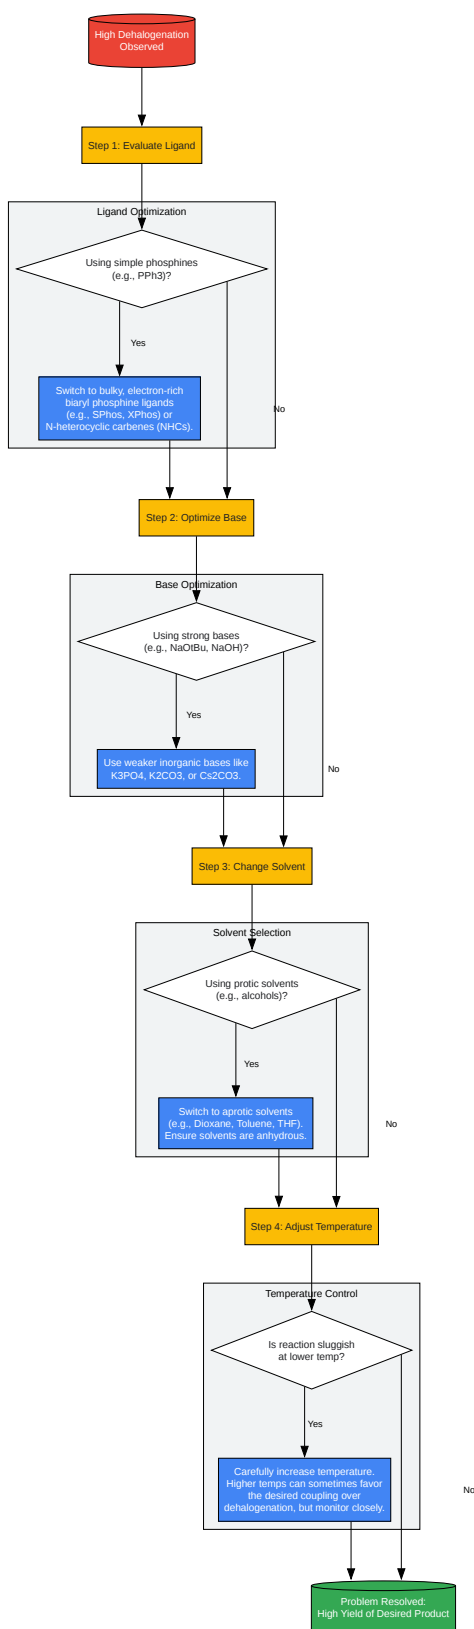 High Dehalogenation
Observed
Step 1: Evaluate Ligand
Ligand Optimization
Using simple phosphines
(e.g., PPh3)?
Yes
Switch to bulky, electron-rich
biaryl phosphine ligands
(e.g., SPhos, XPhos) or
N-heterocyclic carbenes (NHCs).
No
Step 2: Optimize Base
Base Optimization
Using strong bases
(e.g., NaOtBu, NaOH)?
Yes
Use weaker inorganic bases like
K3PO4, K2CO3, or Cs2CO3.
No
Step 3: Change Solvent
Solvent Selection
Using protic solvents
(e.g., alcohols)?
Yes
Switch to aprotic solvents
(e.g., Dioxane, Toluene, THF).
Ensure solvents are anhydrous.
No
Step 4: Adjust Temperature
Temperature Control
Is reaction sluggish
at lower temp?
Yes
Carefully increase temperature.
Higher temps can sometimes favor
the desired coupling over
dehalogenation, but monitor closely.
No
Problem Resolved:
High Yield of Desired Product